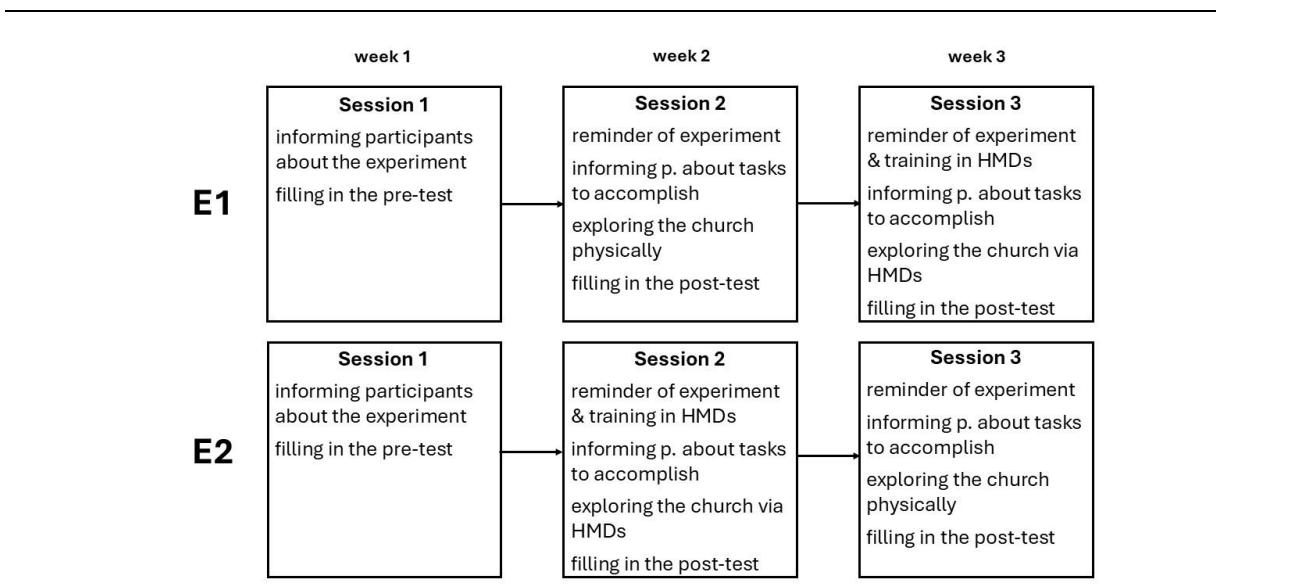 week 1
week 2
week 3
E1
Session 1
informing participants
about the experiment
filling in the pre-test
Session 2
reminder of experiment
informing p. about tasks
to accomplish
exploring the church
physically
filling in the post-test
Session 3
reminder of experiment
& training in HMDs
informing p. about tasks
to accomplish
exploring the church via
HMDs
filling in the post-test
E2
Session 1
informing participants
about the experiment
filling in the pre-test
Session 2
reminder of experiment
& training in HMDs
informing p. about tasks
to accomplish
exploring the church via
HMDs
filling in the post-test
Session 3
reminder of experiment
informing p. about tasks
to accomplish
exploring the church
physically
filling in the post-test